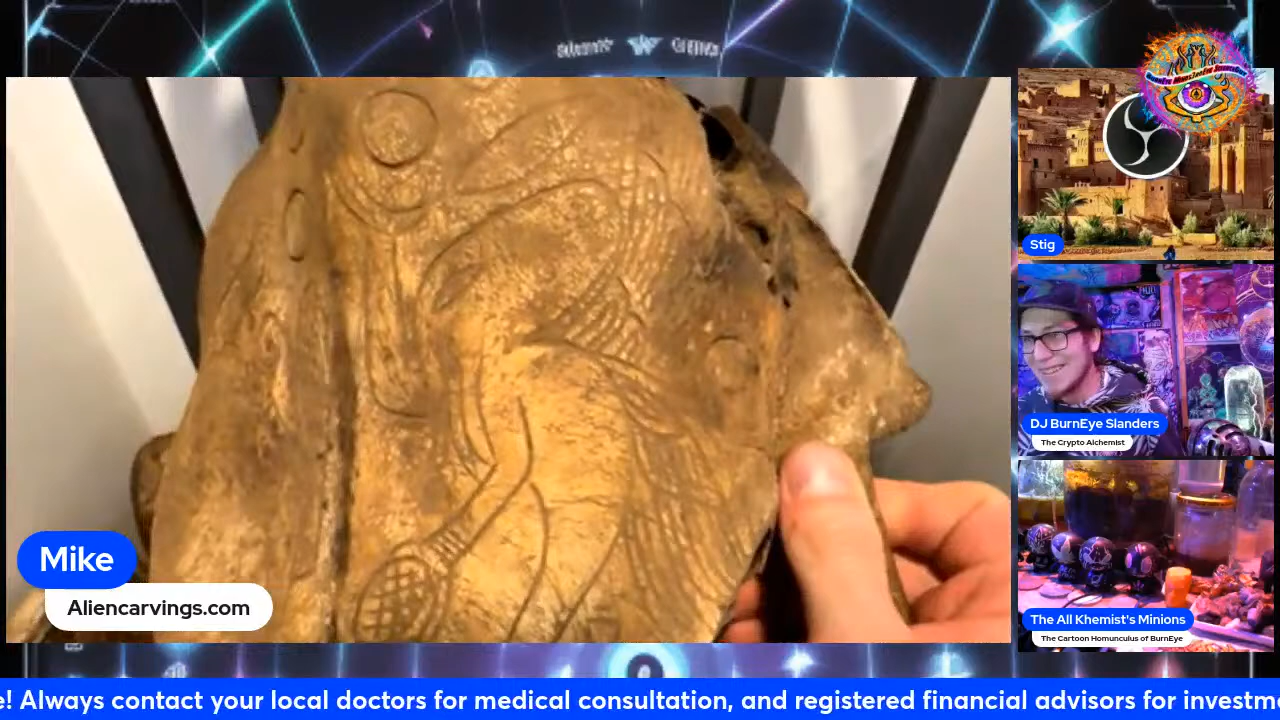 Stig
DJ BurnEye Slanders
The Crypto Alchemist
Mike
Aliencarvings.com
The All Khemist's Minions
The Cartoon Homunculus of BurnEye
e! Always contact your local doctors for medical consultation, and registered financial advisors for investm